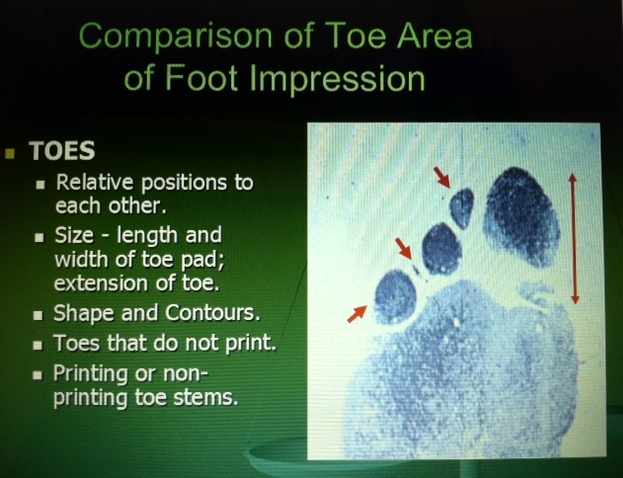 Comparison of Toe Area
of Foot Impression
TOES
Relative positions to
each other.
Size - length and
width of toe pad;
extension of toe.
Shape and Contours.
Toes that do not print.
Printing or non-
printing toe stems.